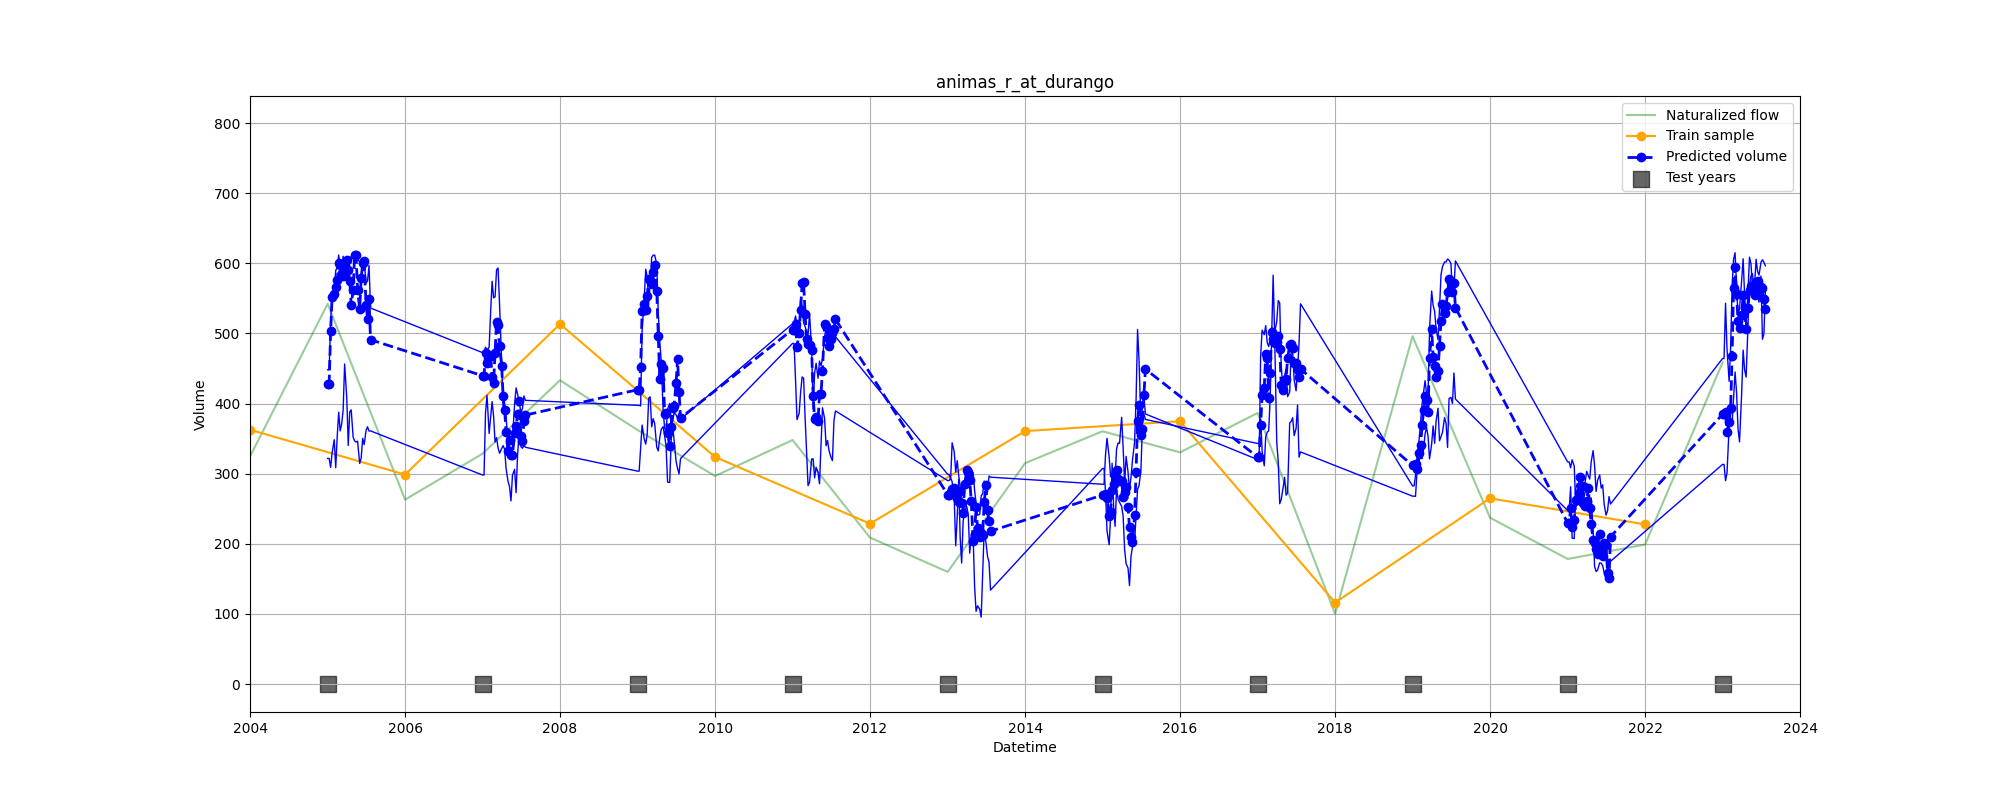 animas_r_at_durango
Naturalized flow
Train sample
Predicted volume
Test years
Volume
800
700
600
500
400
300
200
100
0
2004 2006 2008 2010 2012 2014 2016 2018 2020 2022 2024
Datetime